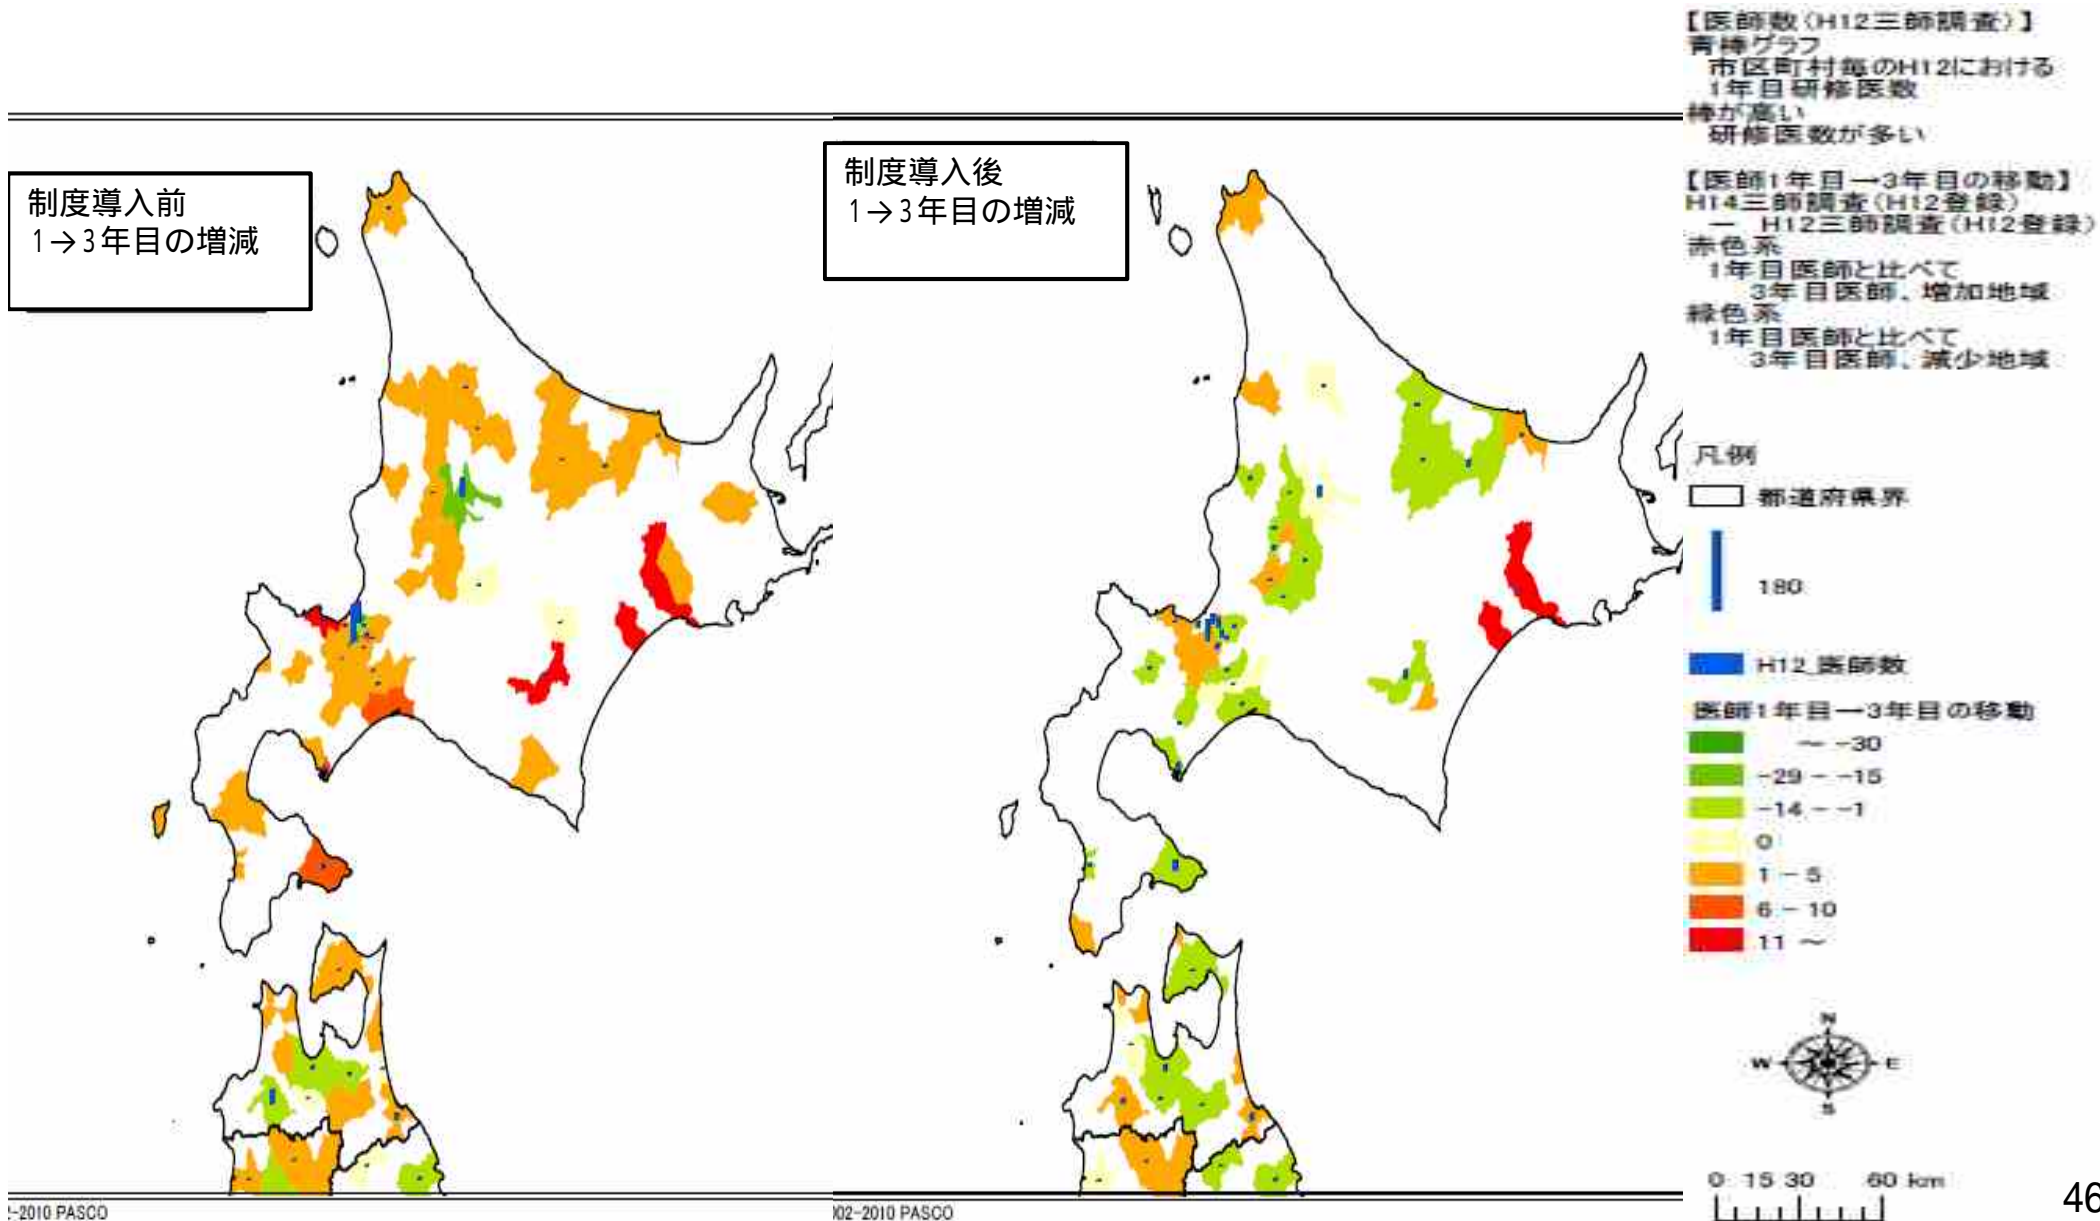 制度導入前
1→3年目の増減
制度導入後
1→3年目の増減
【医師数(H12三師調査)】
青棒グラフ
市区町村毎のH12における
1年目研修医数
棒が高い
研修医数が多い
【医師1年目→3年目の移動】
H14三師調査(H12登録)
－ H12三師調査(H12登録)
赤色系
1年目医師と比べて
3年目医師、増加地域
緑色系
1年目医師と比べて
3年目医師、減少地域
凡例
都道府県界
180
H12_医師数
医師1年目→3年目の移動
～ -30
-29 - -15
-14 - -1
0
1 - 5
6 - 10
11 ～
N
W E
S
0 15 30 60 km
2-2010 PASCO
002-2010 PASCO
46